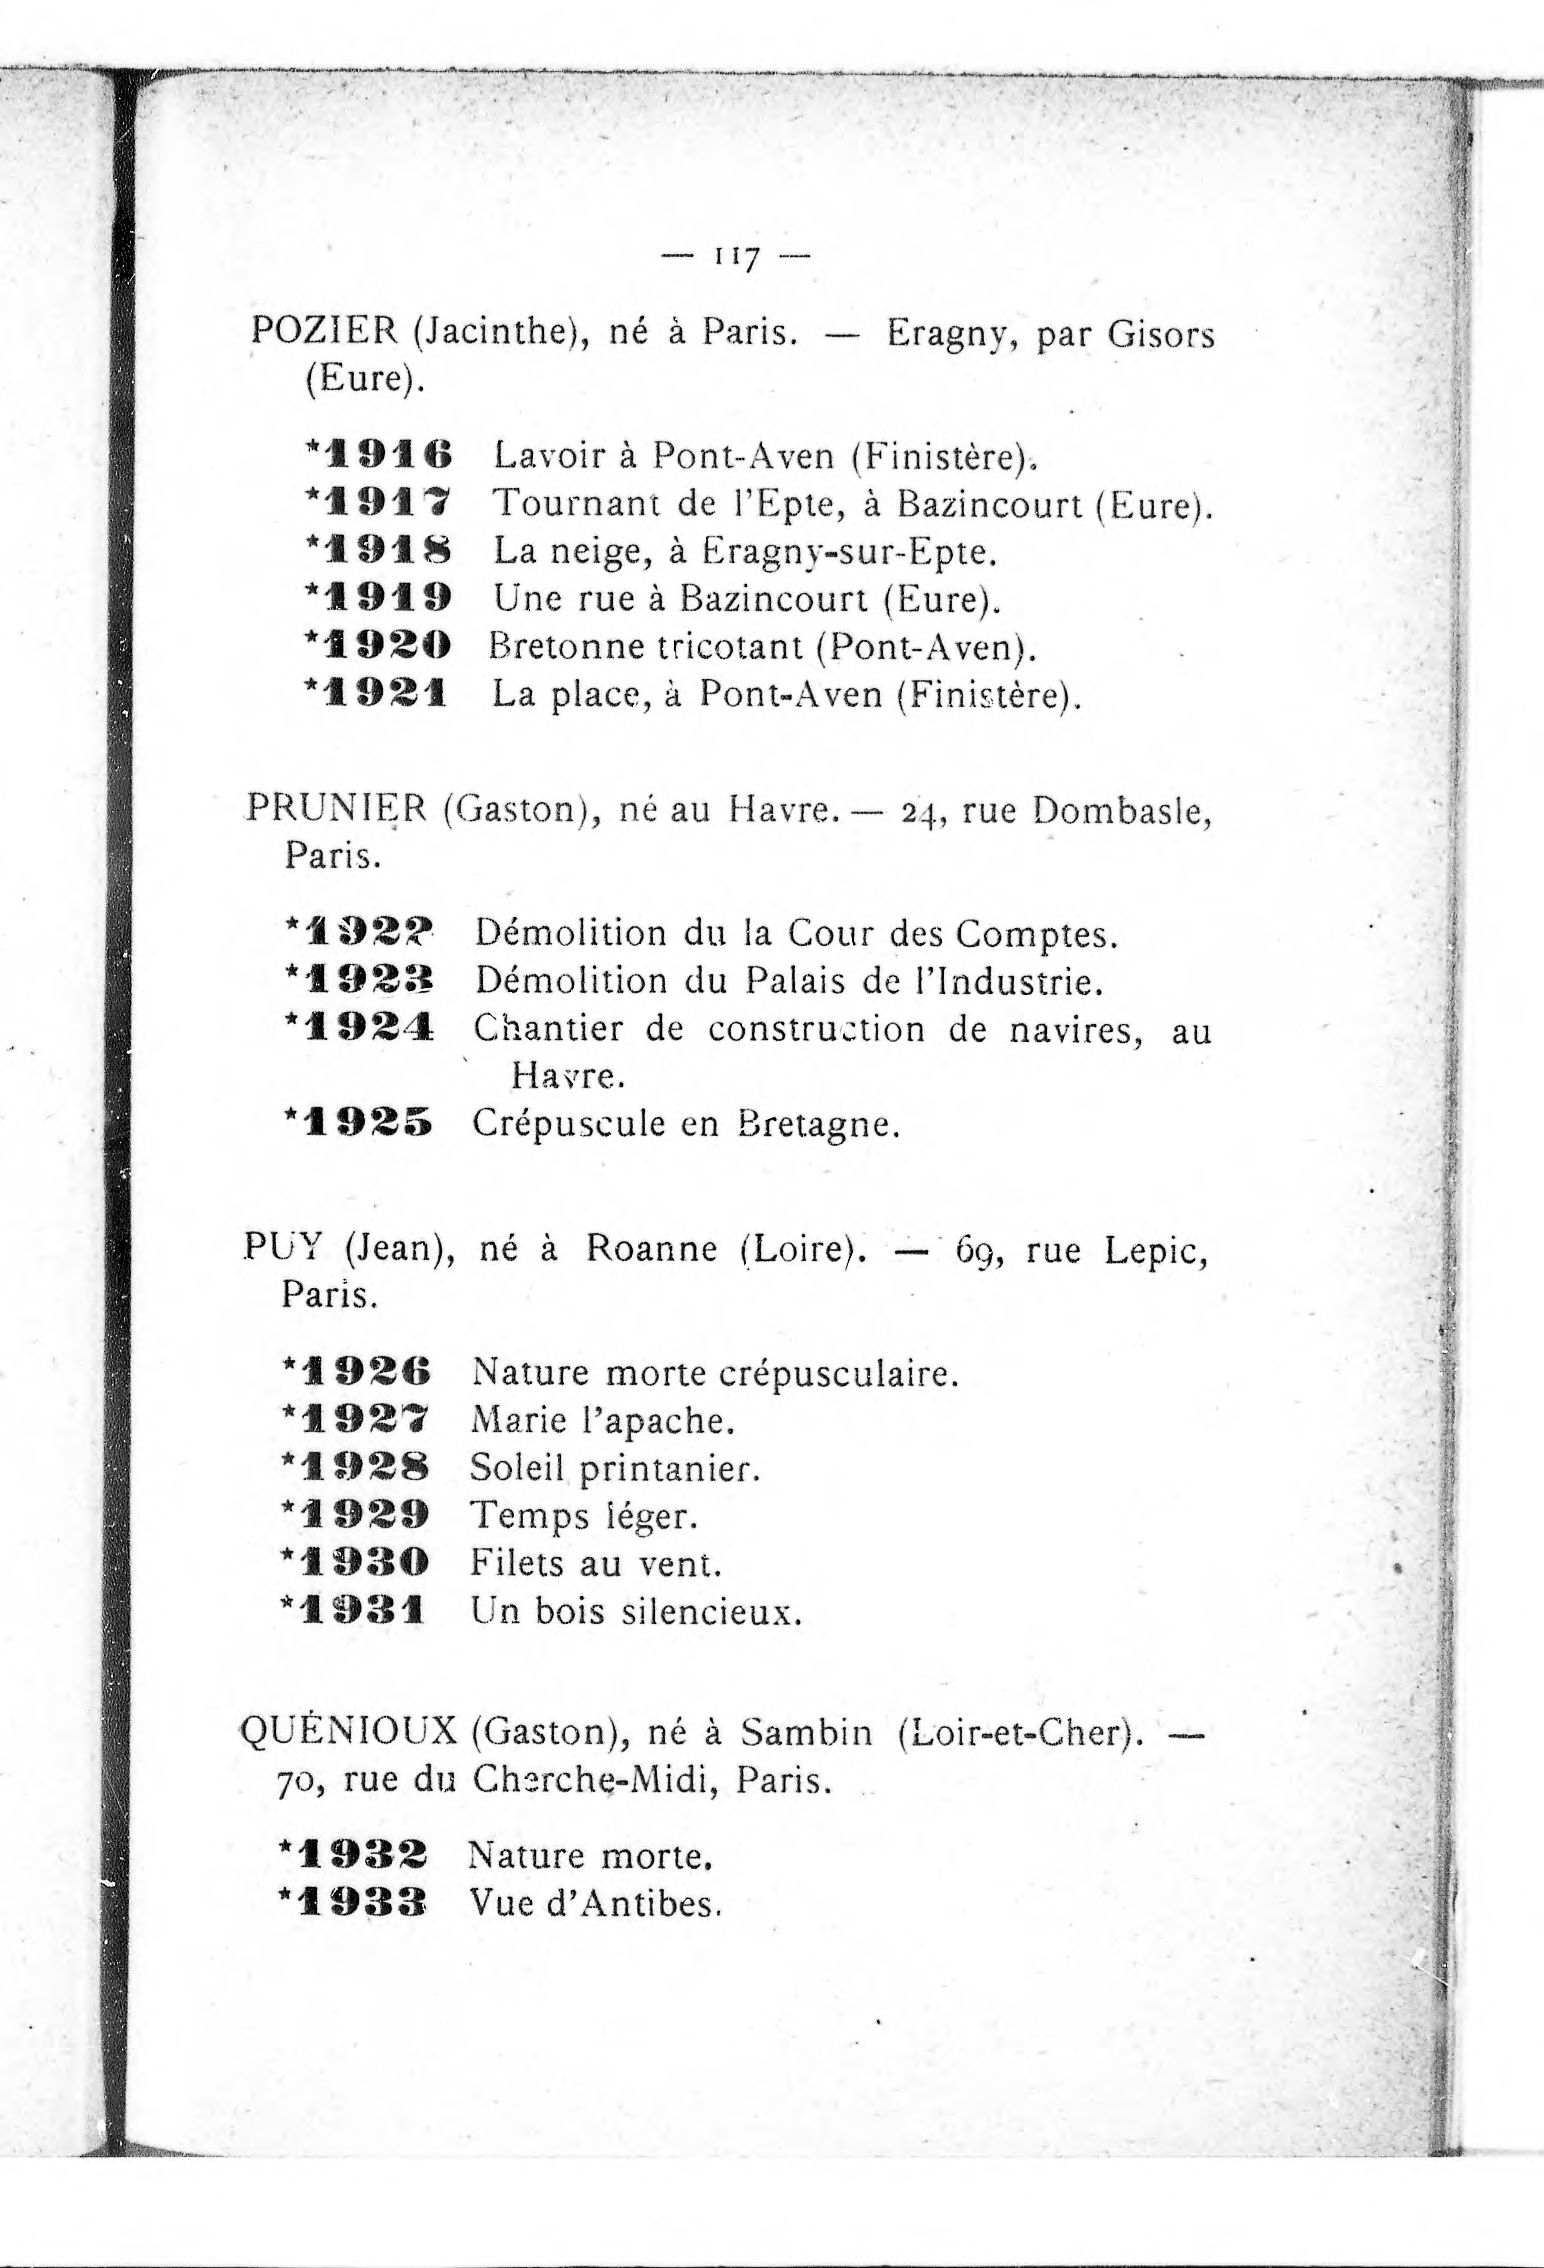 — 117 —
POZIER (Jacinthe), né à Paris. — Eragny, par Gisors
(Eure).
*1916 Lavoir à Pont-Aven (Finistère).
*1917 Tournant de l'Epte, à Bazincourt (Eure).
*1918 La neige, à Eragny-sur-Epte.
*1919 Une rue à Bazincourt (Eure).
*1920 Bretonne tricotant (Pont-Aven).
*1921 La place, à Pont-Aven (Finistère).
PRUNIER (Gaston), né au Havre. — 24, rue Dombasle,
Paris.
*1922 Démolition du la Cour des Comptes.
*1923 Démolition du Palais de l'Industrie.
*1924 Chantier de construction de navires, au
Havre.
*1925 Crépuscule en Bretagne.
PUY (Jean), né à Roanne (Loire). — 69, rue Lepic,
Paris.
*1926 Nature morte crépusculaire.
*1927 Marie l'apache.
*1928 Soleil printanier.
*1929 Temps léger.
*1930 Filets au vent.
*1931 Un bois silencieux.
QUÉNIOUX (Gaston), né à Sambin (Loir-et-Cher). —
70, rue du Cherche-Midi, Paris.
*1932 Nature morte.
*1933 Vue d'Antibes.